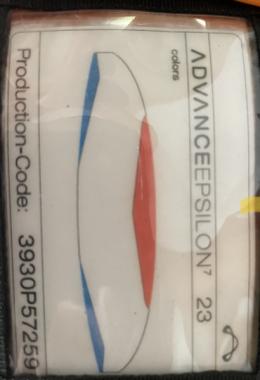 ADVANCEEPSILON⁷ 23
colors
Production-Code: 3930P57259